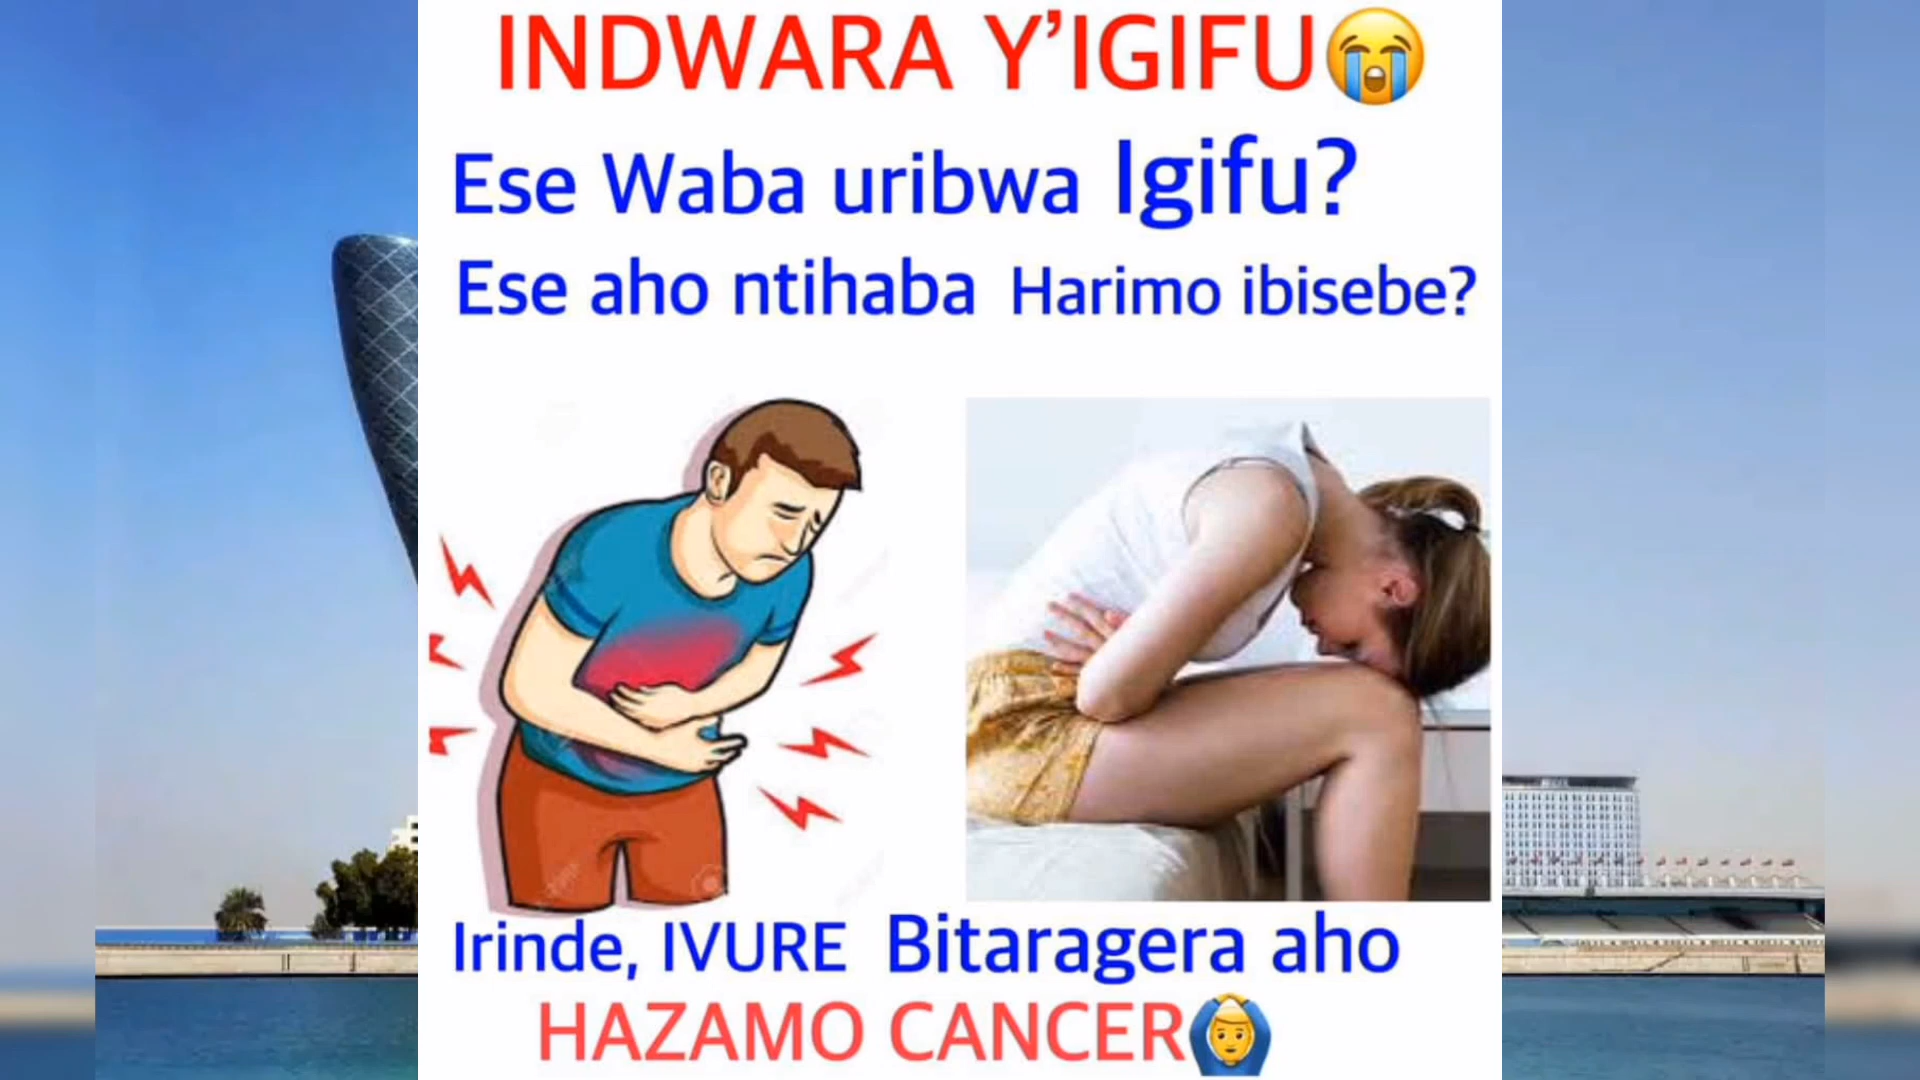 INDWARA Y'IGIFU😭
Ese Waba uribwa Igifu?
Ese aho ntihaba Harimo ibisebe?
Irinde, IVURE Bitaragera aho
HAZAMO CANCER🙆